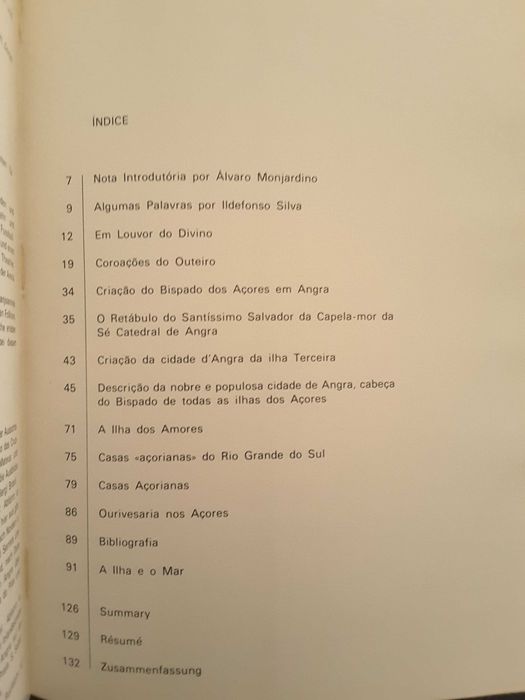 ÍNDICE
7 Nota Introdutória por Álvaro Monjardino
9 Algumas Palavras por Ildefonso Silva
12 Em Louvor do Divino
19 Coroações do Outeiro
34 Criação do Bispado dos Açores em Angra
35 O Retábulo do Santíssimo Salvador da Capela-mor da
Sé Catedral de Angra
43 Criação da cidade d'Angra da ilha Terceira
45 Descrição da nobre e populosa cidade de Angra, cabeça
do Bispado de todas as ilhas dos Açores
71 A Ilha dos Amores
75 Casas «açorianas» do Rio Grande do Sul
79 Casas Açorianas
86 Ourivesaria nos Açores
89 Bibliografia
91 A Ilha e o Mar
126 Summary
129 Résumé
132 Zusammenfassung